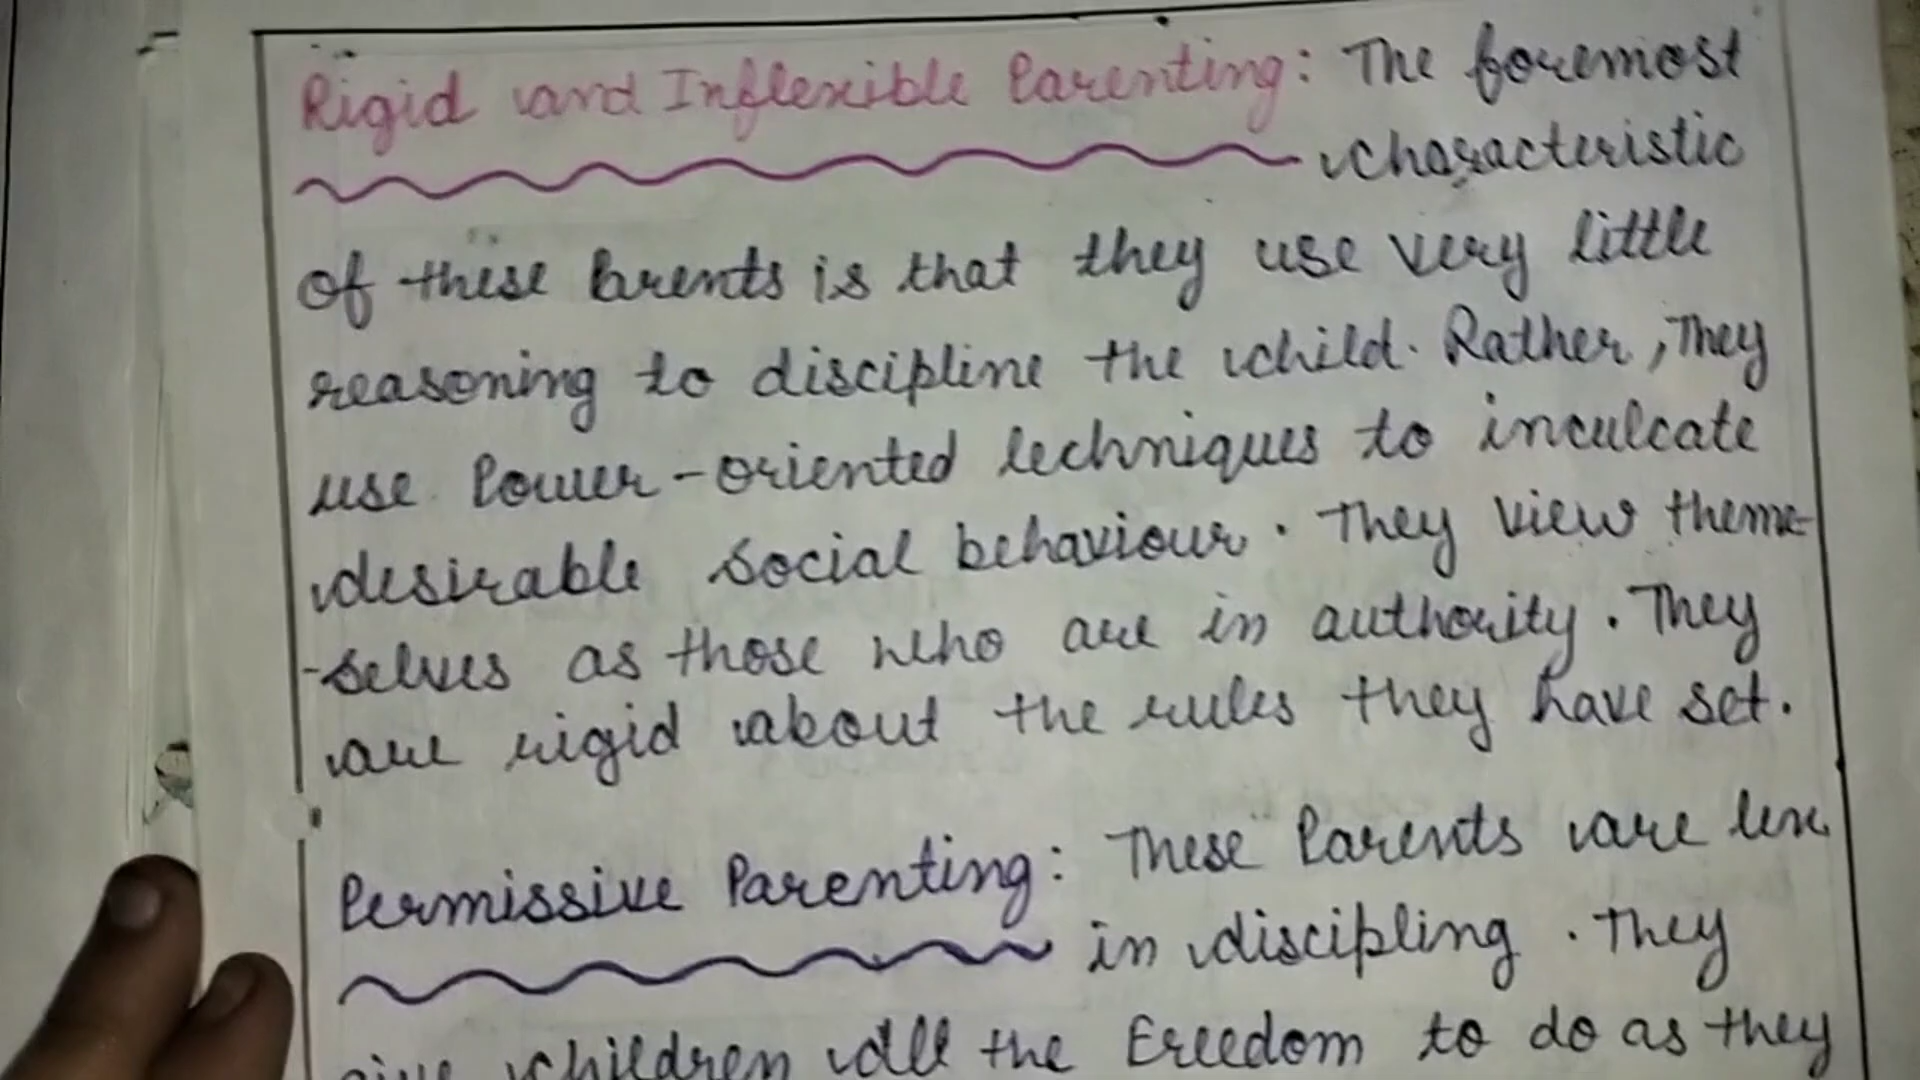 Rigid and Inflexible Parenting: The foremost
characteristic
of these Parents is that they use very little
reasoning to discipline the child. Rather, They
use Power-oriented techniques to inculcate
desirable social behaviour. They view them-
-selves as those who are in authority. They
are rigid about the rules they have set.
Permissive Parenting: These Parents are
in discipling. They
give children all the Freedom to do as they